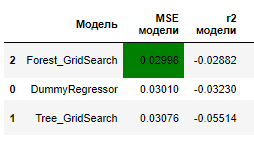 Модель MSE модели r2 модели
2 Forest_GridSearch 0.02998 -0.02882
0 DummyRegressor 0.03010 -0.03230
1 Tree_GridSearch 0.03076 -0.05514